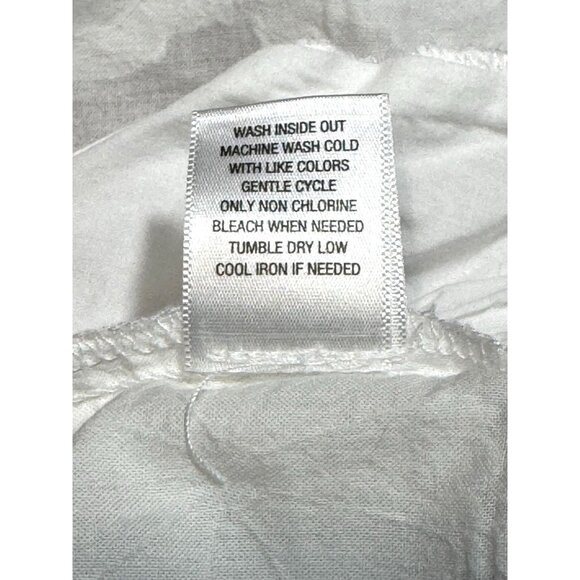 WASH INSIDE OUT
MACHINE WASH COLD
WITH LIKE COLORS
GENTLE CYCLE
ONLY NON CHLORINE
BLEACH WHEN NEEDED
TUMBLE DRY LOW
COOL IRON IF NEEDED